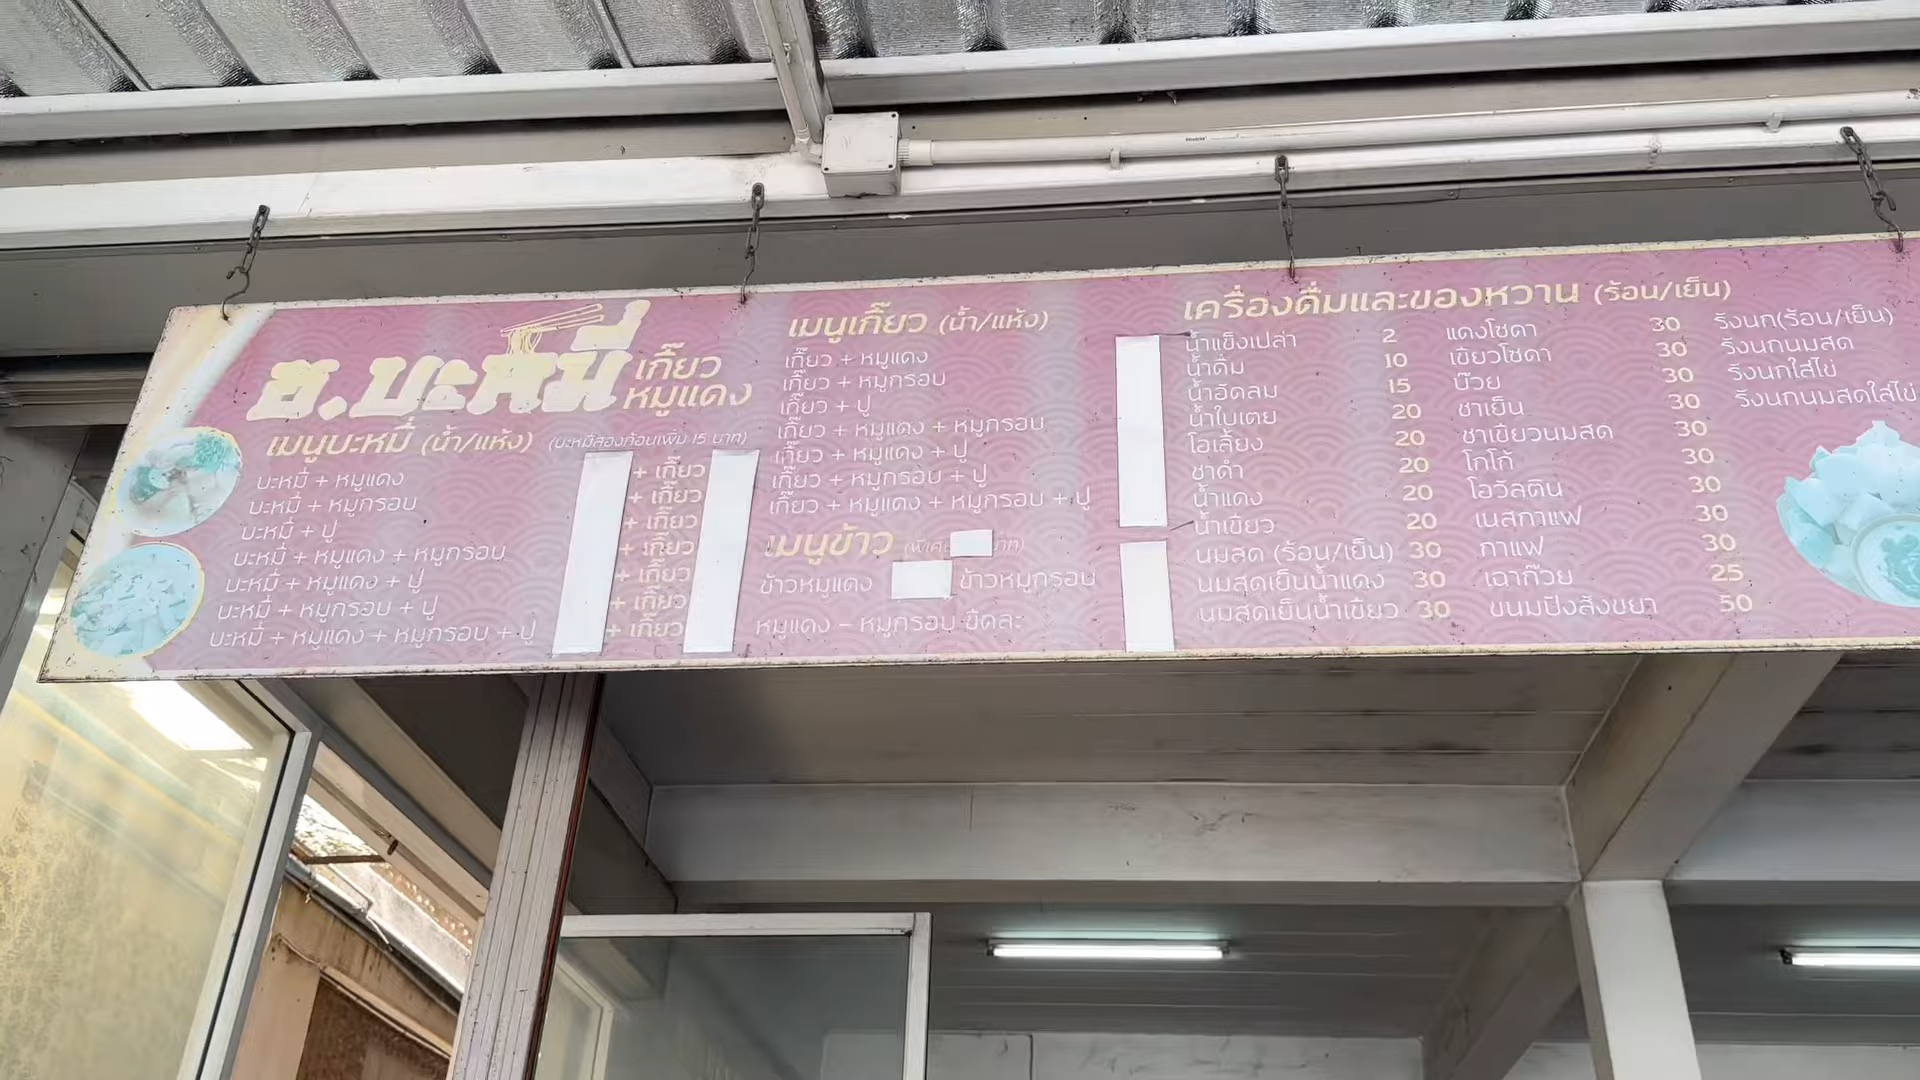 ฮ.บะหมี่
เกี๊ยว
หมูแดง
เมนูบะหมี่ (น้ำ/แห้ง) (บะหมี่สองก้อนเพิ่ม 15 บาท)
บะหมี่ + หมูแดง + เกี๊ยว
บะหมี่ + หมูกรอบ + เกี๊ยว
บะหมี่ + ปู + เกี๊ยว
บะหมี่ + หมูแดง + หมูกรอบ + เกี๊ยว
บะหมี่ + หมูแดง + ปู + เกี๊ยว
บะหมี่ + หมูกรอบ + ปู + เกี๊ยว
บะหมี่ + หมูแดง + หมูกรอบ + ปู + เกี๊ยว
เมนูเกี๊ยว (น้ำ/แห้ง)
เกี๊ยว + หมูแดง
เกี๊ยว + หมูกรอบ
เกี๊ยว + ปู
เกี๊ยว + หมูแดง + หมูกรอบ
เกี๊ยว + หมูแดง + ปู
เกี๊ยว + หมูกรอบ + ปู
เกี๊ยว + หมูแดง + หมูกรอบ + ปู
เมนูข้าว
ข้าวหมูแดง ข้าวหมูกรอบ
หมูแดง - หมูกรอบ ขีดละ
เครื่องดื่มและของหวาน (ร้อน/เย็น)
น้ำแข็งเปล่า 2
น้ำดื่ม 10
น้ำอัดลม 15
น้ำใบเตย 20
โอเลี้ยง 20
ชาดำ 20
น้ำแดง 20
น้ำเขียว 20
นมสด (ร้อน/เย็น) 30
นมสดเย็นน้ำแดง 30
นมสดเย็นน้ำเขียว 30
แดงโซดา 30
เขียวโซดา 30
บ๊วย 30
ชาเย็น 30
ชาเขียวนมสด 30
โกโก้ 30
โอวัลติน 30
เนสกาแฟ 30
กาแฟ 30
เฉาก๊วย 25
ขนมปังสังขยา 50
รังนก(ร้อน/เย็น)
รังนกนมสด
รังนกใส่ไข่
รังนกนมสดใส่ไข่